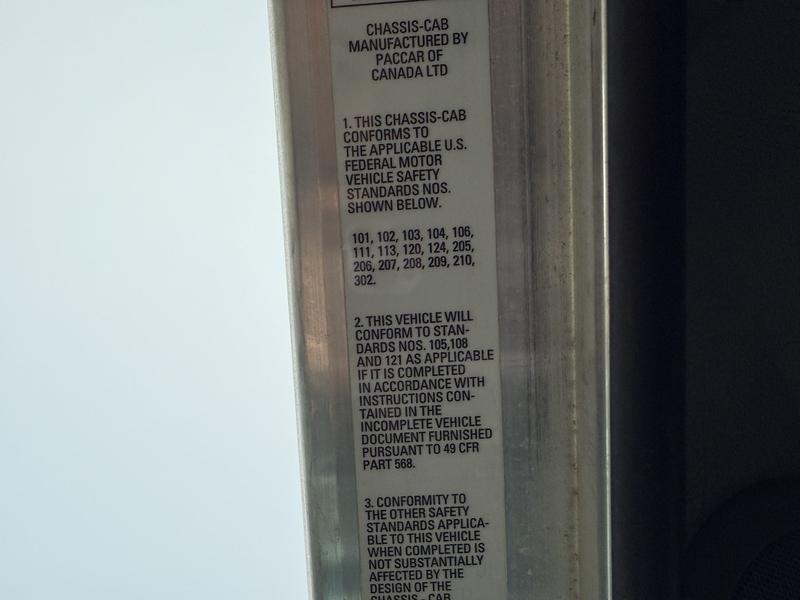 CHASSIS-CAB
MANUFACTURED BY
PACCAR OF
CANADA LTD
1. THIS CHASSIS-CAB
CONFORMS TO
THE APPLICABLE U.S.
FEDERAL MOTOR
VEHICLE SAFETY
STANDARDS NOS.
SHOWN BELOW.
101, 102, 103, 104, 106,
111, 113, 120, 124, 205,
206, 207, 208, 209, 210,
302.
2. THIS VEHICLE WILL
CONFORM TO STAN-
DARDS NOS. 105,108
AND 121 AS APPLICABLE
IF IT IS COMPLETED
IN ACCORDANCE WITH
INSTRUCTIONS CON-
TAINED IN THE
INCOMPLETE VEHICLE
DOCUMENT FURNISHED
PURSUANT TO 49 CFR
PART 568.
3. CONFORMITY TO
THE OTHER SAFETY
STANDARDS APPLICA-
BLE TO THIS VEHICLE
WHEN COMPLETED IS
NOT SUBSTANTIALLY
AFFECTED BY THE
DESIGN OF THE
CHASSIS - CAB